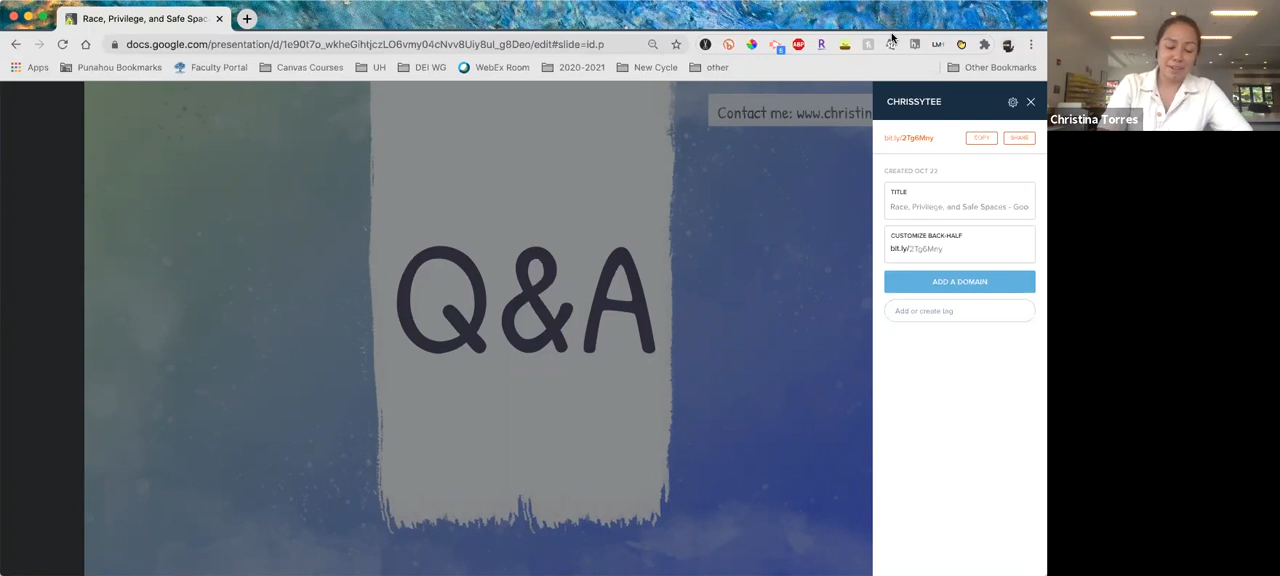 Race, Privilege, and Safe Spac
docs.google.com/presentation/d/1e90t7o_wkheGihtjczLO6vmy04cNvv8Uiy8ul_g8Deo/edit#slide=id.p
Apps Punahou Bookmarks Faculty Portal Canvas Courses UH DEI WG WebEx Room 2020-2021 New Cycle other Other Bookmarks
Contact me: www.christin
Q&A
CHRISSYTEE
bit.ly/2Tg6Mny COPY SHARE
CREATED OCT 22
TITLE
Race, Privilege, and Safe Spaces - Goo
CUSTOMIZE BACK-HALF
bit.ly/2Tg6Mny
ADD A DOMAIN
Add or create tag
Christina Torres